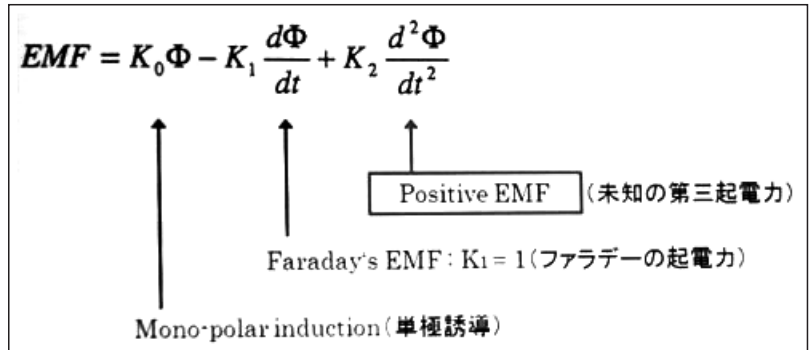 EMF = K₀Φ − K₁ dΦ/dt + K₂ d²Φ/dt²
Positive EMF (未知の第三起電力)
Faraday's EMF : K₁ = 1(ファラデーの起電力)
Mono-polar induction(単極誘導)